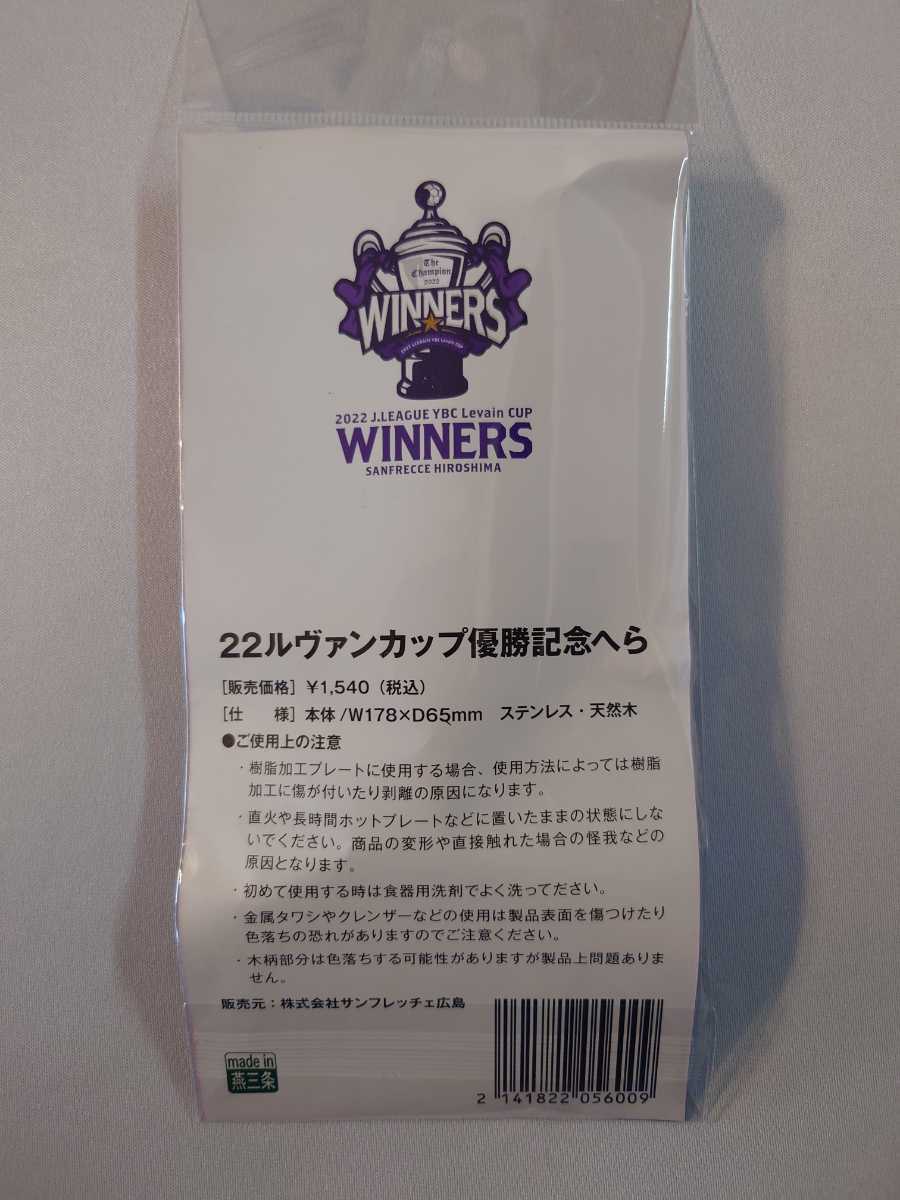 The
Champion
2022
WINNERS
2022 J.LEAGUE YBC Levain CUP
2022 J.LEAGUE YBC Levain CUP
WINNERS
SANFRECCE HIROSHIMA
22ルヴァンカップ優勝記念へら
[販売価格] ¥1,540（税込）
[仕　様] 本体/W178×D65mm　ステンレス・天然木
●ご使用上の注意
・樹脂加工プレートに使用する場合、使用方法によっては樹脂
加工に傷が付いたり剥離の原因になります。
・直火や長時間ホットプレートなどに置いたままの状態にしな
いでください。商品の変形や直接触れた場合の怪我などの
原因となります。
・初めて使用する時は食器用洗剤でよく洗ってださい。
・金属タワシやクレンザーなどの使用は製品表面を傷つけたり
色落ちの恐れがありますのでご注意ください。
・木柄部分は色落ちする可能性がありますが製品上問題ありま
せん。
販売元：株式会社サンフレッチェ広島
made in
燕三条
2 141822 056009